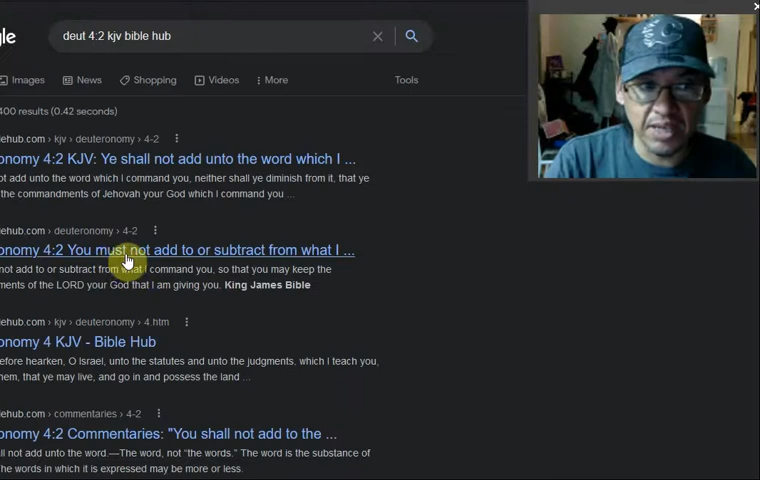 gle
deut 4:2 kjv bible hub
Images News Shopping Videos More Tools
400 results (0.42 seconds)
lehub.com › kjv › deuteronomy › 4-2
onomy 4:2 KJV: Ye shall not add unto the word which I ...
ot add unto the word which I command you, neither shall ye diminish from it, that ye
the commandments of Jehovah your God which I command you ...
lehub.com › deuteronomy › 4-2
onomy 4:2 You must not add to or subtract from what I ...
not add to or subtract from what I command you, so that you may keep the
ments of the LORD your God that I am giving you. King James Bible
lehub.com › kjv › deuteronomy › 4.htm
onomy 4 KJV - Bible Hub
efore hearken, O Israel, unto the statutes and unto the judgments. which I teach you,
hem, that ye may live, and go in and possess the land ...
lehub.com › commentaries › 4-2
onomy 4:2 Commentaries: "You shall not add to the ...
ll not add unto the word.—The word, not “the words.” The word is the substance of
The words in which it is expressed may be more or less.